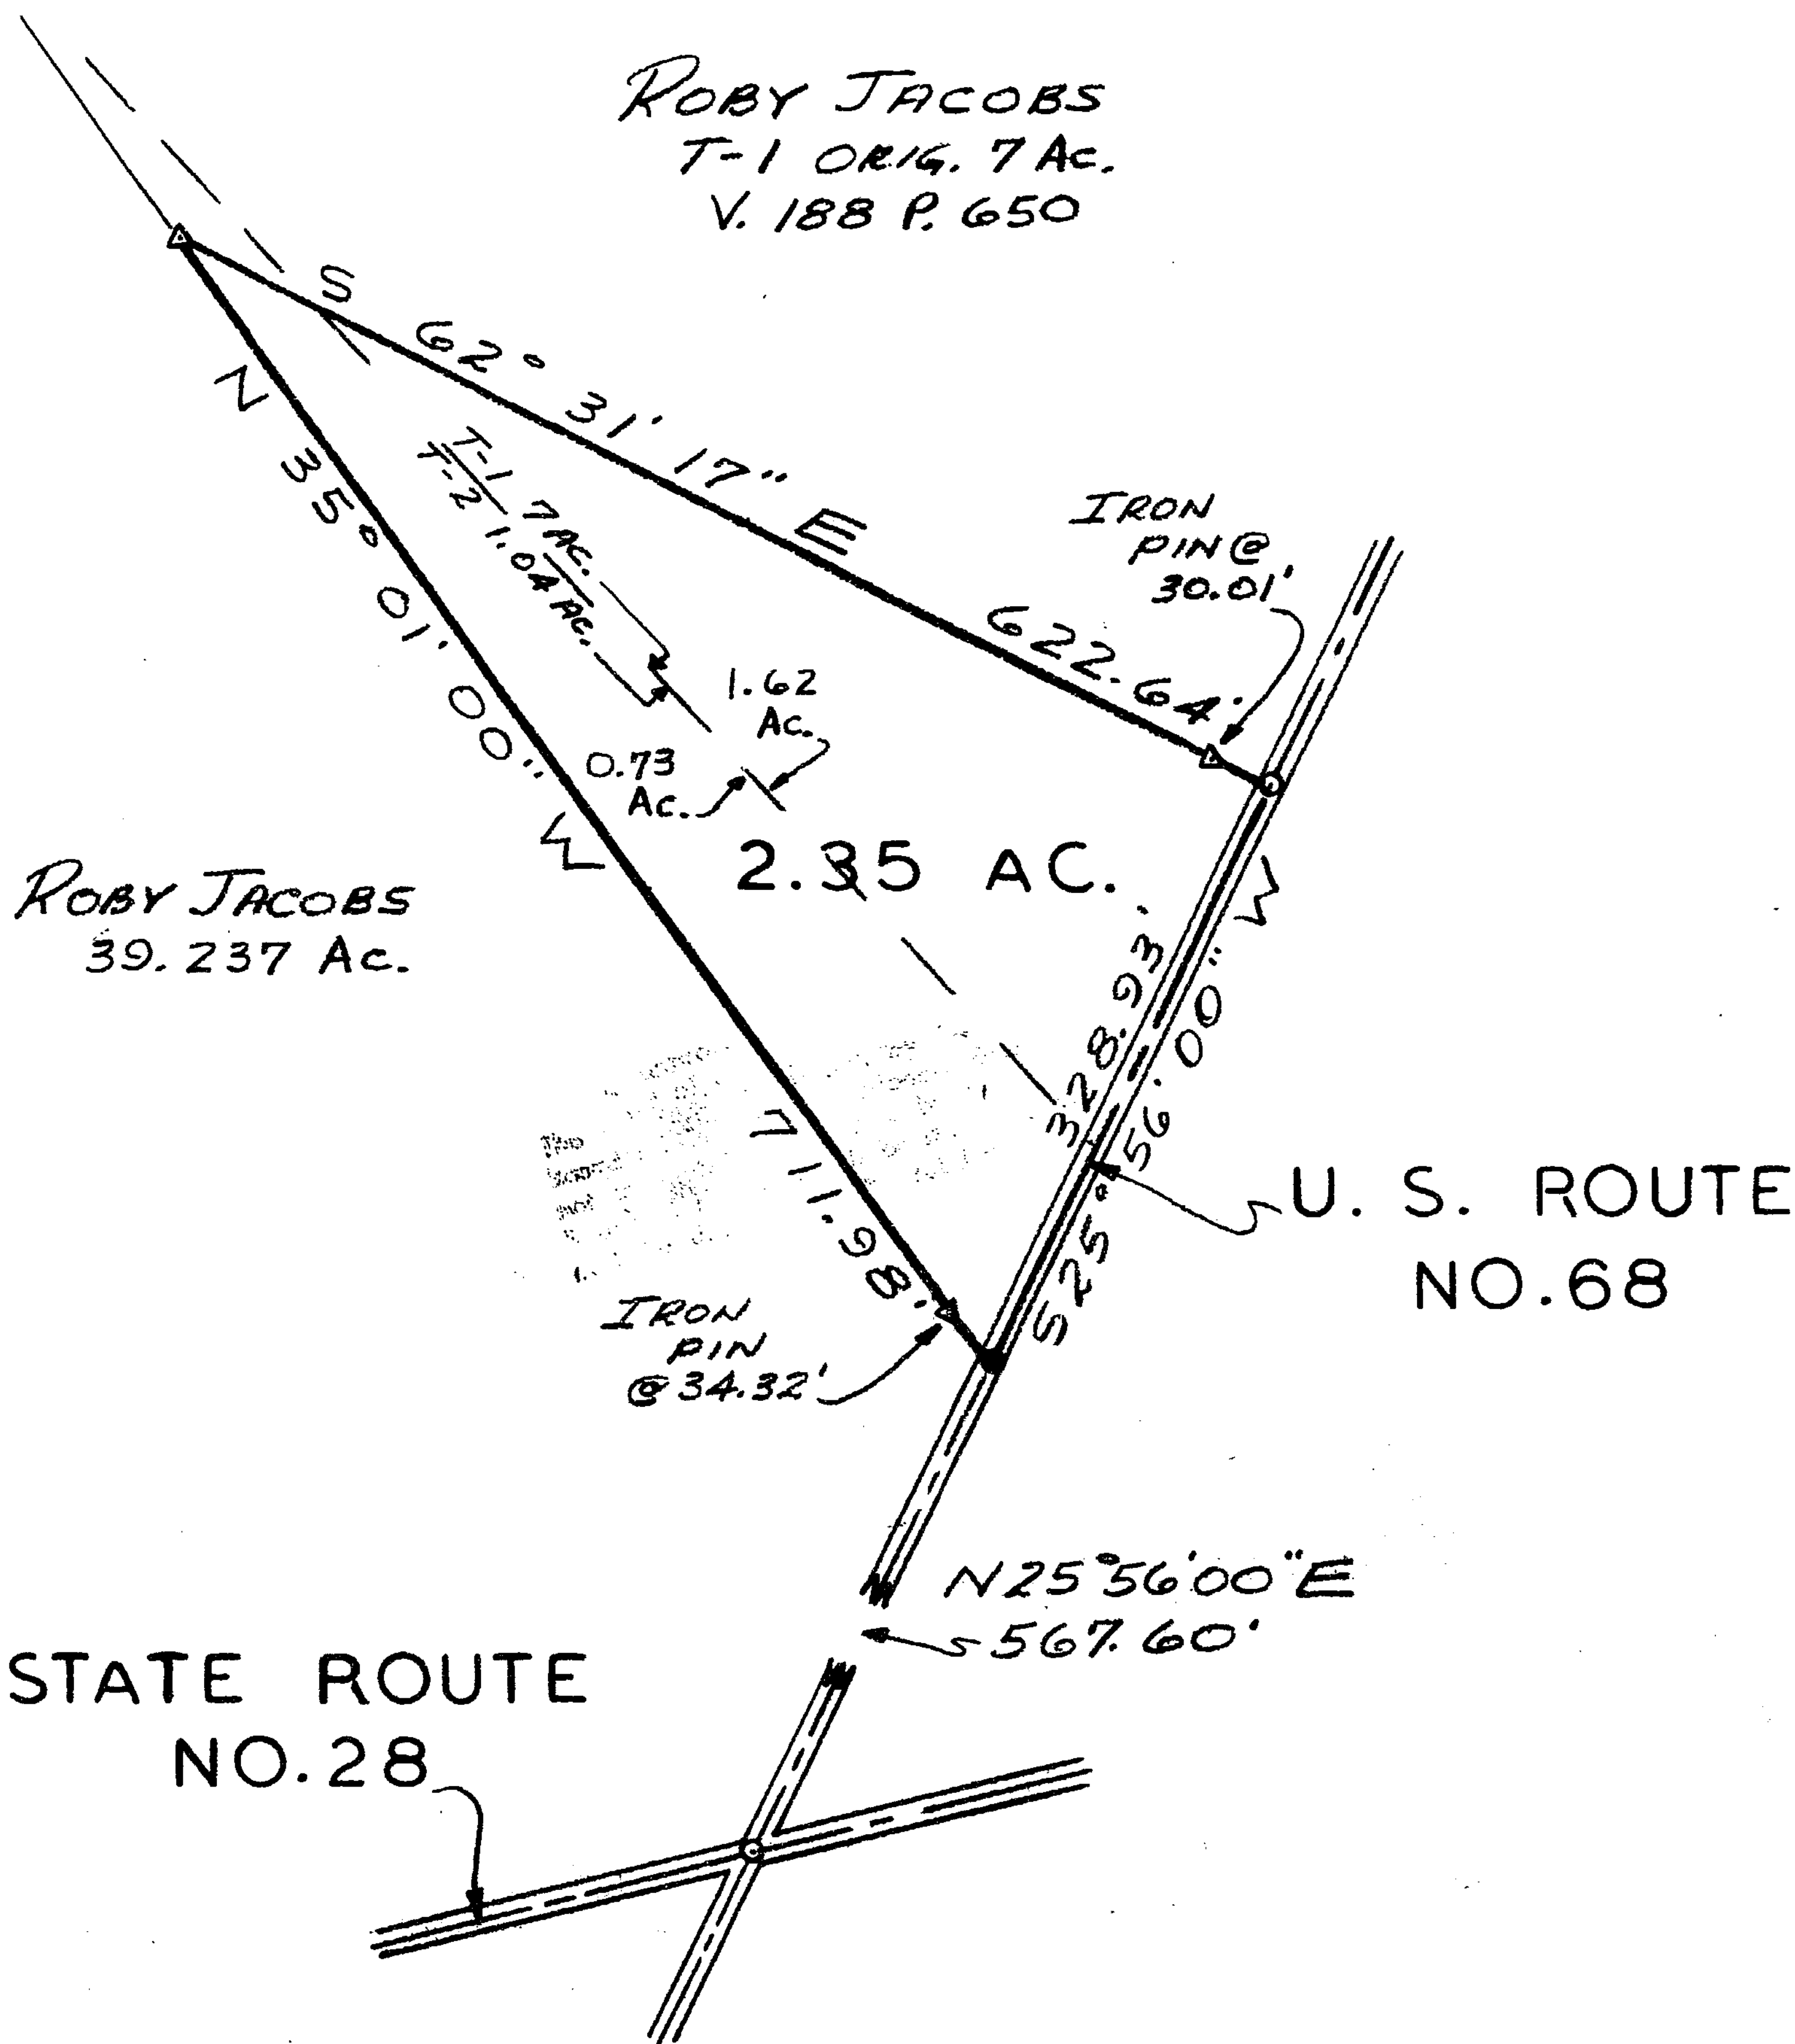 ROBY JACOBS
T-1 ORIG. 7 AC.
V. 188 P. 650
S 62° 31' 17" E 622.64'
N 35° 01' 00" W 711.98'
T-1 7 AC.
T-2 1.04 AC.
IRON
PIN @
30.01'
1.62
AC.
0.73
AC.
2.35 AC.
ROBY JACOBS
39.237 AC.
328.93'
S25° 56' 00" W
U. S. ROUTE
NO. 68
IRON
PIN
@ 34.32'
N25°56'00"E
567.60'
STATE ROUTE
NO. 28